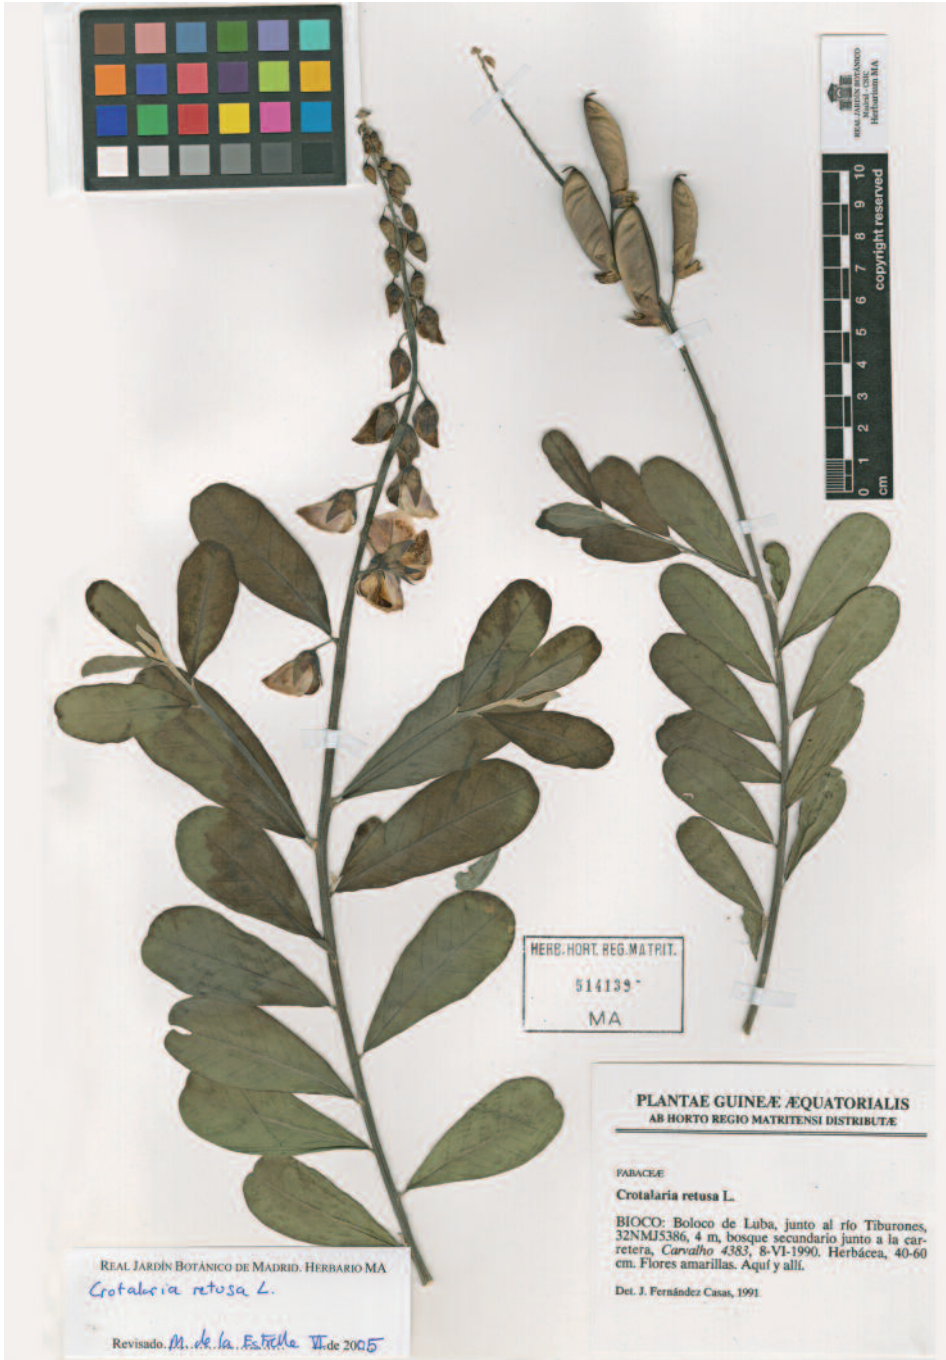 REAL JARDÍN BOTÁNICO
Madrid - CSIC
Herbarium MA
0 1 2 3 4 5 6 7 8 9 10
cm
copyright reserved
HERB. HORT. REG. MATRIT.
514139
MA
PLANTAE GUINEÆ ÆQUATORIALIS
AB HORTO REGIO MATRITENSI DISTRIBUTÆ
FABACEÆ
Crotalaria retusa L.
BIOCO: Boloco de Luba, junto al río Tiburones,
32NMJ5386, 4 m, bosque secundario junto a la car-
retera, Carvalho 4383, 8-VI-1990. Herbácea, 40-60
cm. Flores amarillas. Aquí y allí.
Det. J. Fernández Casas, 1991
REAL JARDÍN BOTÁNICO DE MADRID. HERBARIO MA
Crotalaria retusa L.
Revisado. M. de la Estrella VI de 2005